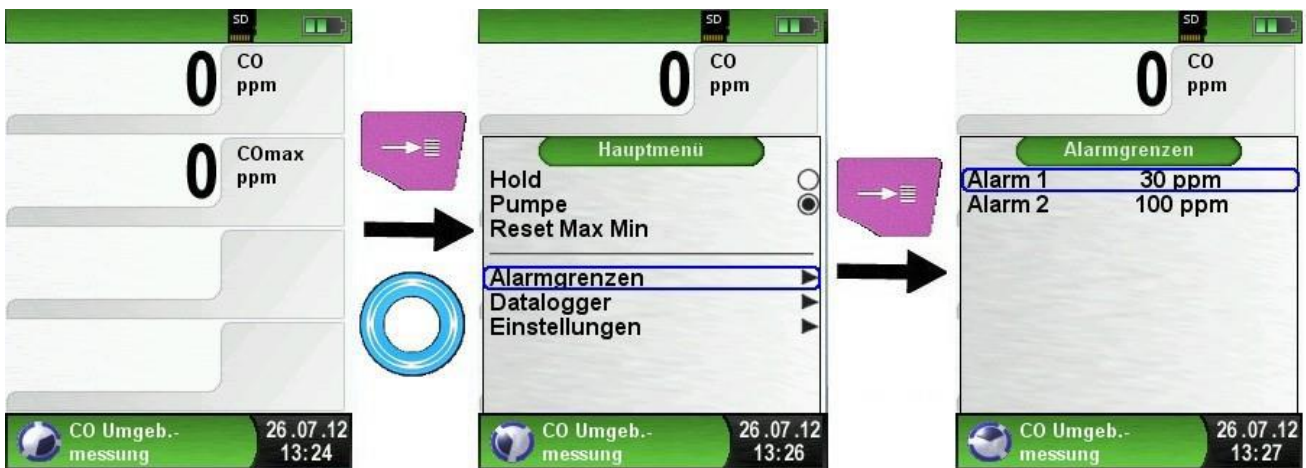 SD
0 CO
ppm
0 COmax
ppm
CO Umgeb.-
messung
26.07.12
13:24
SD
0 CO
ppm
Hauptmenü
Hold
Pumpe
Reset Max Min
Alarmgrenzen
Datalogger
Einstellungen
CO Umgeb.-
messung
26.07.12
13:26
SD
0 CO
ppm
Alarmgrenzen
Alarm 1 30 ppm
Alarm 2 100 ppm
CO Umgeb.-
messung
26.07.12
13:27